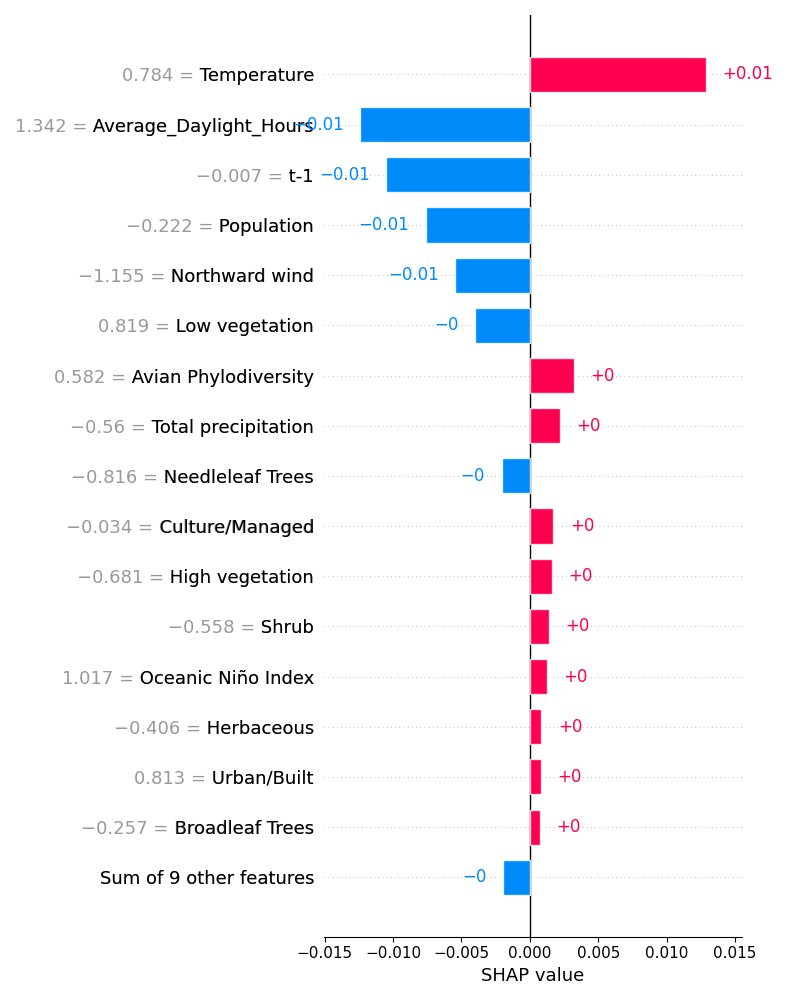 0.784 = Temperature +0.01
1.342 = Average_Daylight_Hours −0.01
−0.007 = t-1 −0.01
−0.222 = Population −0.01
−1.155 = Northward wind −0.01
0.819 = Low vegetation −0
0.582 = Avian Phylodiversity +0
−0.56 = Total precipitation +0
−0.816 = Needleleaf Trees −0
−0.034 = Culture/Managed +0
−0.681 = High vegetation +0
−0.558 = Shrub +0
1.017 = Oceanic Niño Index +0
−0.406 = Herbaceous +0
0.813 = Urban/Built +0
−0.257 = Broadleaf Trees +0
Sum of 9 other features −0
−0.015 −0.010 −0.005 0.000 0.005 0.010 0.015
SHAP value